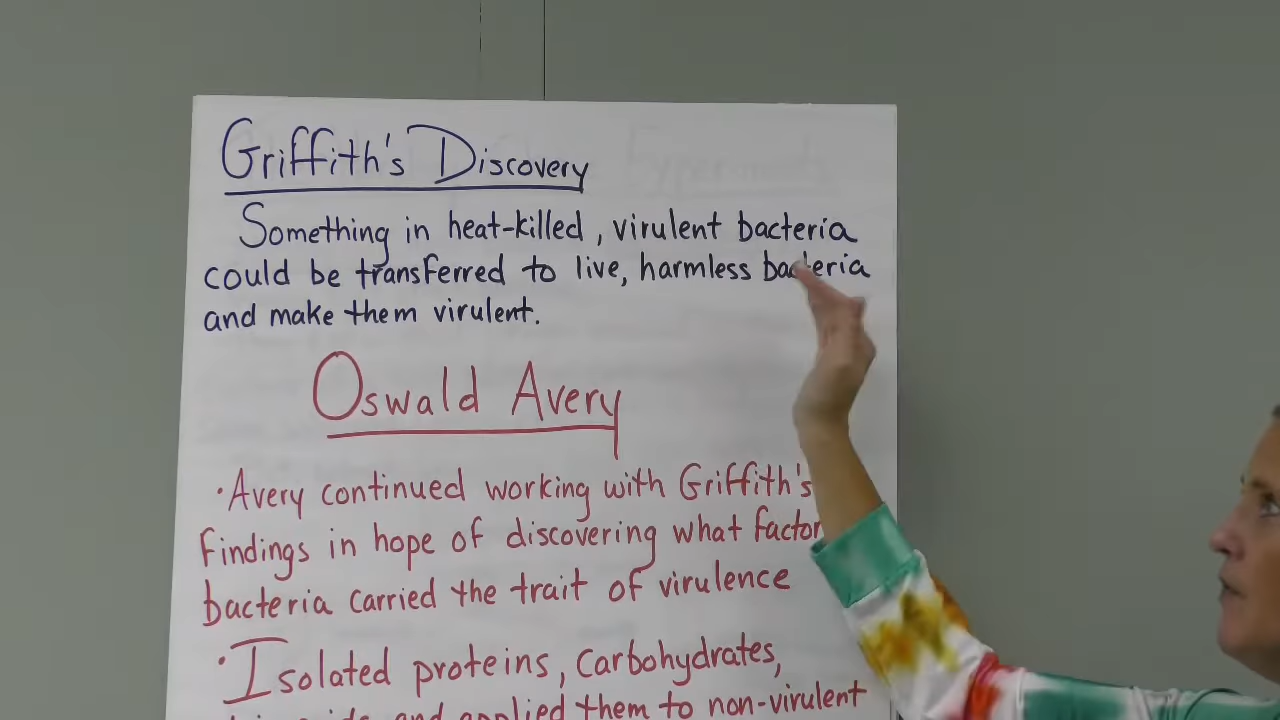 Griffith's Discovery
Something in heat-killed, virulent bacteria
could be transferred to live, harmless bacteria
and make them virulent.
Oswald Avery
• Avery continued working with Griffith's
findings in hope of discovering what factor
bacteria carried the trait of virulence
• Isolated proteins, carbohydrates,
and applied them to non-virulent